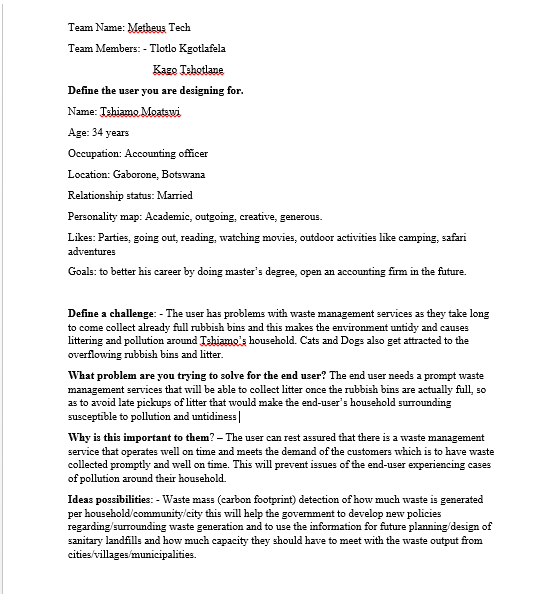 Team Name: Metheus Tech
Team Members: - Tlotlo Kgotlafela
Kago Tshotlane
Define the user you are designing for.
Name: Tshiamo Moatswi
Age: 34 years
Occupation: Accounting officer
Location: Gaborone, Botswana
Relationship status: Married
Personality map: Academic, outgoing, creative, generous.
Likes: Parties, going out, reading, watching movies, outdoor activities like camping, safari
adventures
Goals: to better his career by doing master’s degree, open an accounting firm in the future.
Define a challenge: - The user has problems with waste management services as they take long
to come collect already full rubbish bins and this makes the environment untidy and causes
littering and pollution around Tshiamo’s household. Cats and Dogs also get attracted to the
overflowing rubbish bins and litter.
What problem are you trying to solve for the end user? The end user needs a prompt waste
management services that will be able to collect litter once the rubbish bins are actually full, so
as to avoid late pickups of litter that would make the end-user’s household surrounding
susceptible to pollution and untidiness
Why is this important to them? – The user can rest assured that there is a waste management
service that operates well on time and meets the demand of the customers which is to have waste
collected promptly and well on time. This will prevent issues of the end-user experiencing cases
of pollution around their household.
Ideas possibilities: - Waste mass (carbon footprint) detection of how much waste is generated
per household/community/city this will help the government to develop new policies
regarding/surrounding waste generation and to use the information for future planning/design of
sanitary landfills and how much capacity they should have to meet with the waste output from
cities/villages/municipalities.